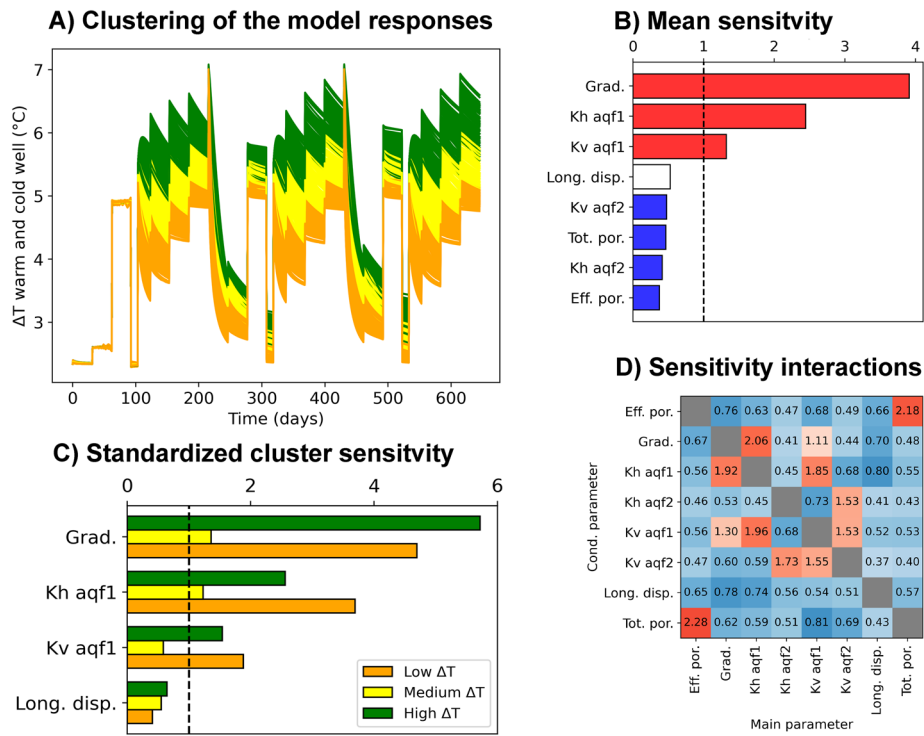 A) Clustering of the model responses
7
6
5
4
3
ΔT warm and cold well (°C)
0 100 200 300 400 500 600
Time (days)
B) Mean sensitvity
0 1 2 3 4
Grad.
Kh aqf1
Kv aqf1
Long. disp.
Kv aqf2
Tot. por.
Kh aqf2
Eff. por.
C) Standardized cluster sensitvity
0 2 4 6
Grad.
Kh aqf1
Kv aqf1
Long. disp.
Low ΔT
Medium ΔT
High ΔT
D) Sensitivity interactions
Cond. parameter
Eff. por. 0.76 0.63 0.47 0.68 0.49 0.66 2.18
Grad. 0.67 2.06 0.41 1.11 0.44 0.70 0.48
Kh aqf1 0.56 1.92 0.45 1.85 0.68 0.80 0.55
Kh aqf2 0.46 0.53 0.45 0.73 1.53 0.41 0.43
Kv aqf1 0.56 1.30 1.96 0.68 1.53 0.52 0.53
Kv aqf2 0.47 0.60 0.59 1.73 1.55 0.37 0.40
Long. disp. 0.65 0.78 0.74 0.56 0.54 0.51 0.57
Tot. por. 2.28 0.62 0.59 0.51 0.81 0.69 0.43
Eff. por. Grad. Kh aqf1 Kh aqf2 Kv aqf1 Kv aqf2 Long. disp. Tot. por.
Main parameter